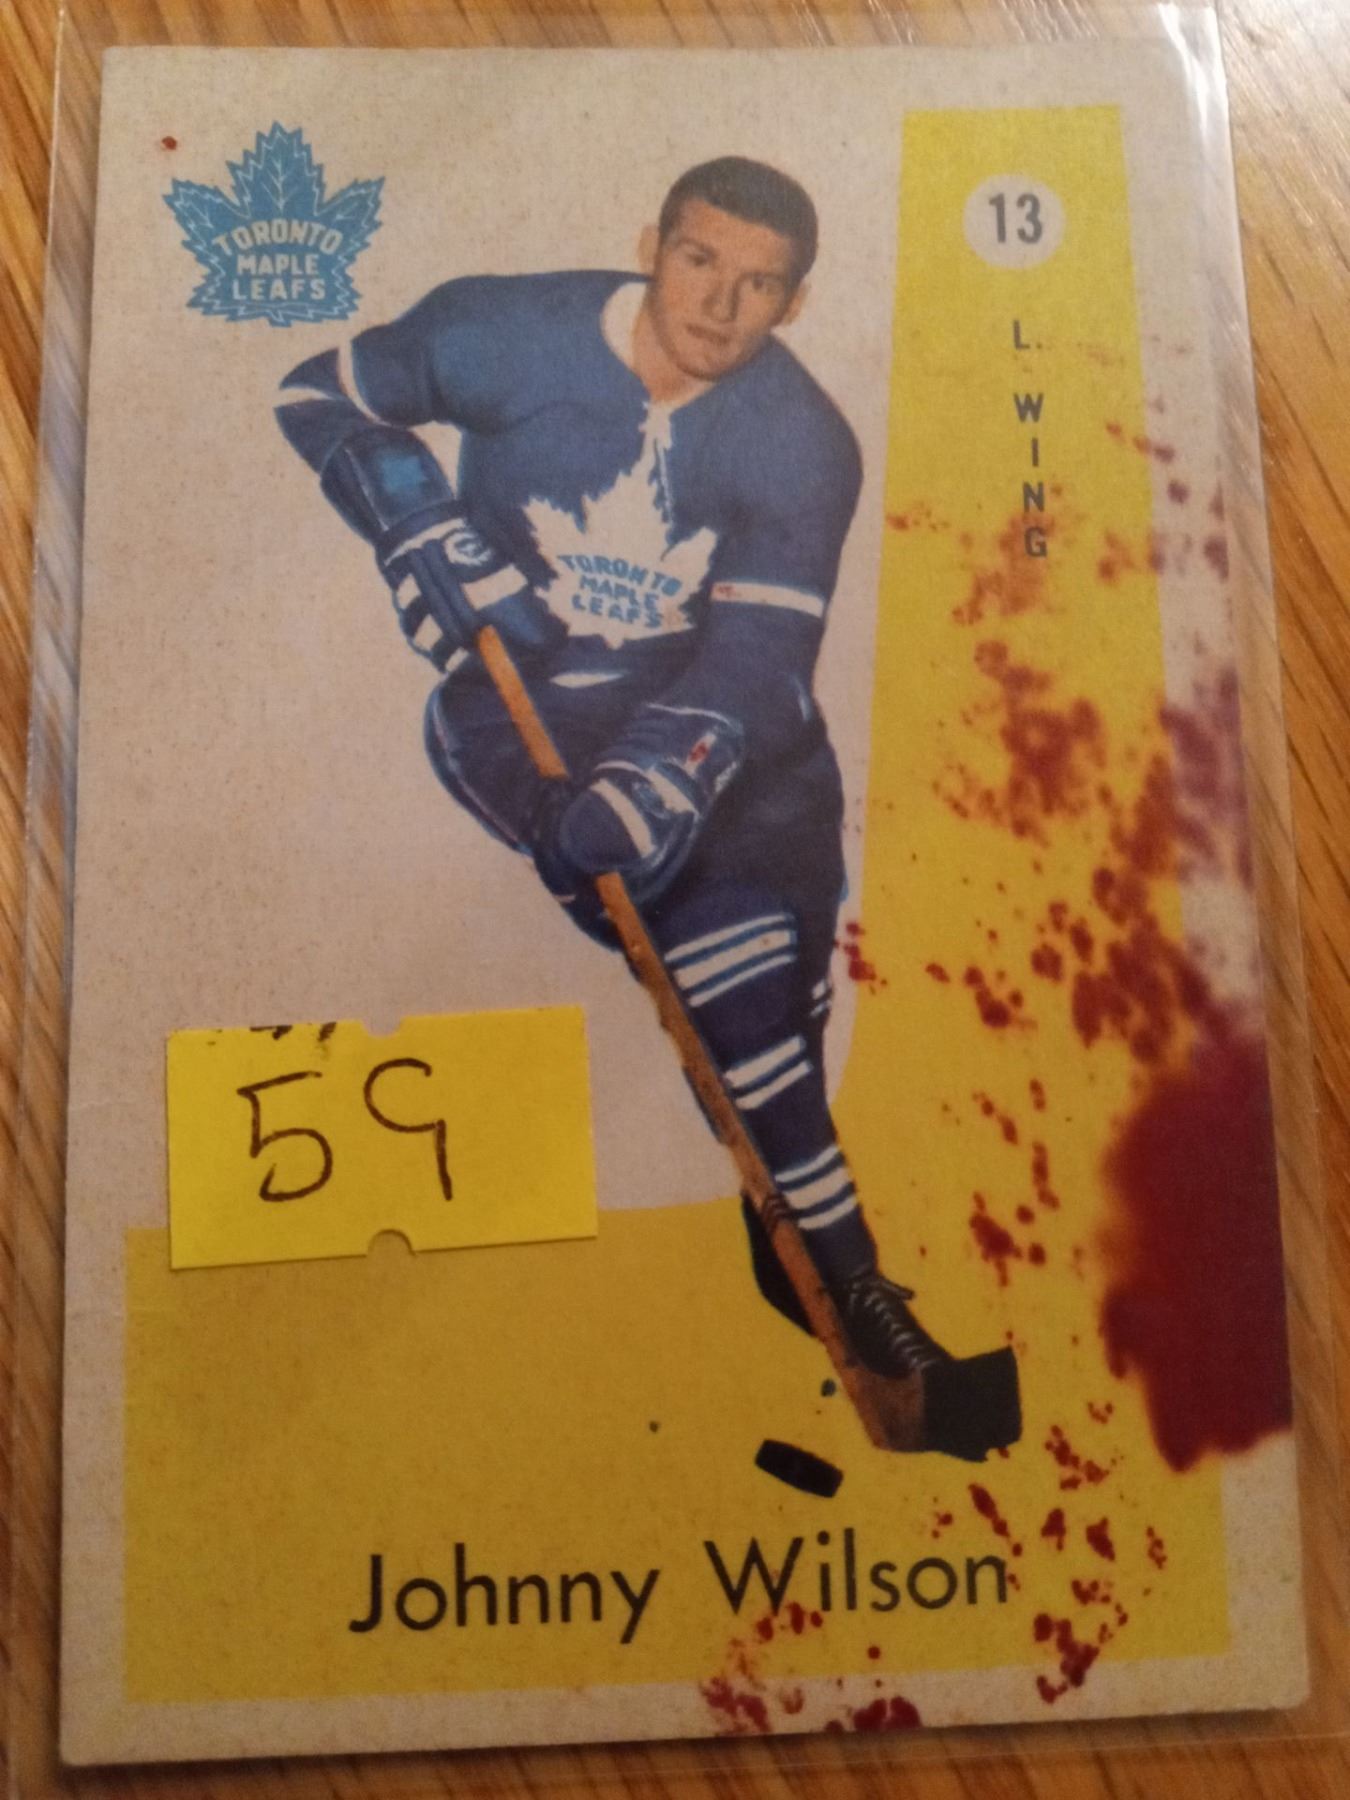 TORONTO
MAPLE
LEAFS
13
L. WING
TORONTO
MAPLE
LEAFS
59
Johnny Wilson